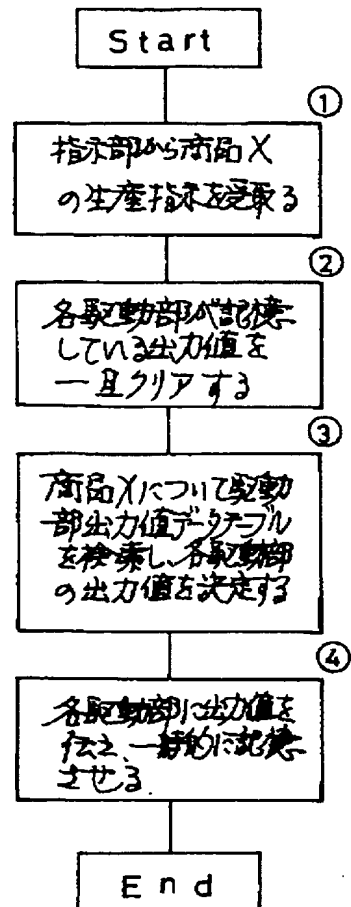 Start
①
指示部から商品X
の生産指示を受取る
②
各駆動部が記憶
している出力値を
一旦クリアする
③
商品Xについて駆動
部出力値データテーブル
を検索し、各駆動部
の出力値を決定する
④
各駆動部に出力値を
伝え、一時的に記憶
させる.
End